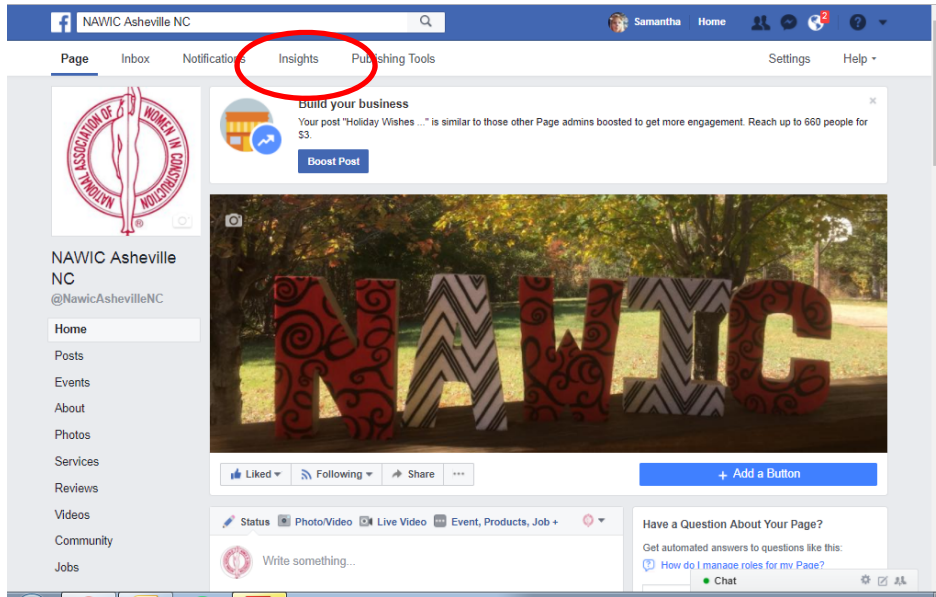 NAWIC Asheville NC
Samantha Home 2
Page Inbox Notifications Insights Publishing Tools Settings Help
Build your business
Your post "Holiday Wishes ..." is similar to those other Page admins boosted to get more engagement. Reach up to 660 people for
$3.
Boost Post
NATIONAL ASSOCIATION OF WOMEN IN CONSTRUCTION
®
NAWIC
NAWIC Asheville
NC
@NawicAshevilleNC
Home
Posts
Events
About
Photos
Services
Reviews
Videos
Community
Jobs
Liked Following Share ...
+ Add a Button
Status Photo/Video Live Video Event, Products, Job +
Write something...
Have a Question About Your Page?
Get automated answers to questions like this:
How do I manage roles for my Page?
Chat